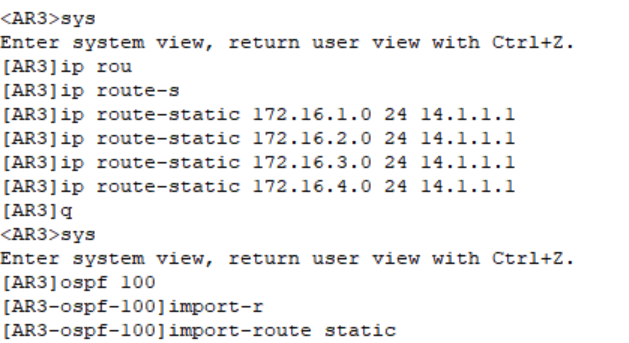 <AR3>sys
Enter system view, return user view with Ctrl+Z.
[AR3]ip rou
[AR3]ip route-s
[AR3]ip route-static 172.16.1.0 24 14.1.1.1
[AR3]ip route-static 172.16.2.0 24 14.1.1.1
[AR3]ip route-static 172.16.3.0 24 14.1.1.1
[AR3]ip route-static 172.16.4.0 24 14.1.1.1
[AR3]q
<AR3>sys
Enter system view, return user view with Ctrl+Z.
[AR3]ospf 100
[AR3-ospf-100]import-r
[AR3-ospf-100]import-route static